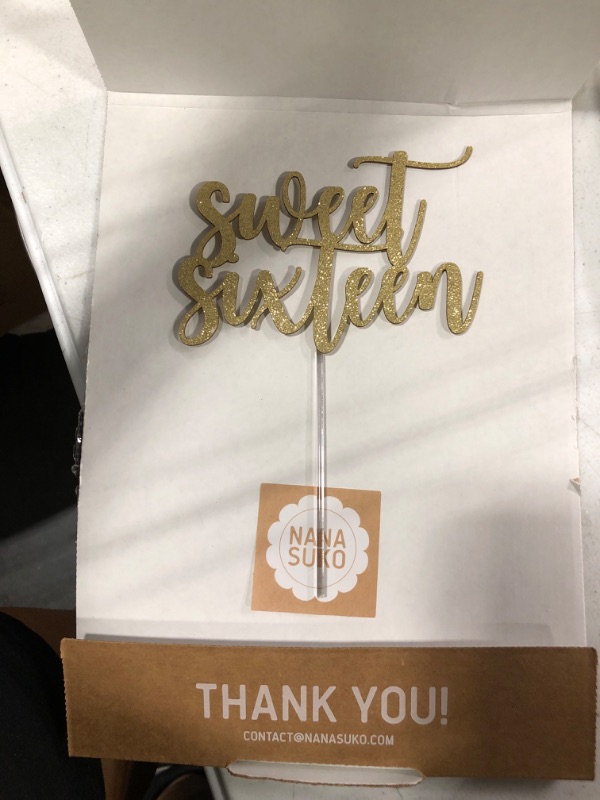 sweet
sixteen
NANA
SUKO
THANK YOU!
CONTACT@NANASUKO.COM